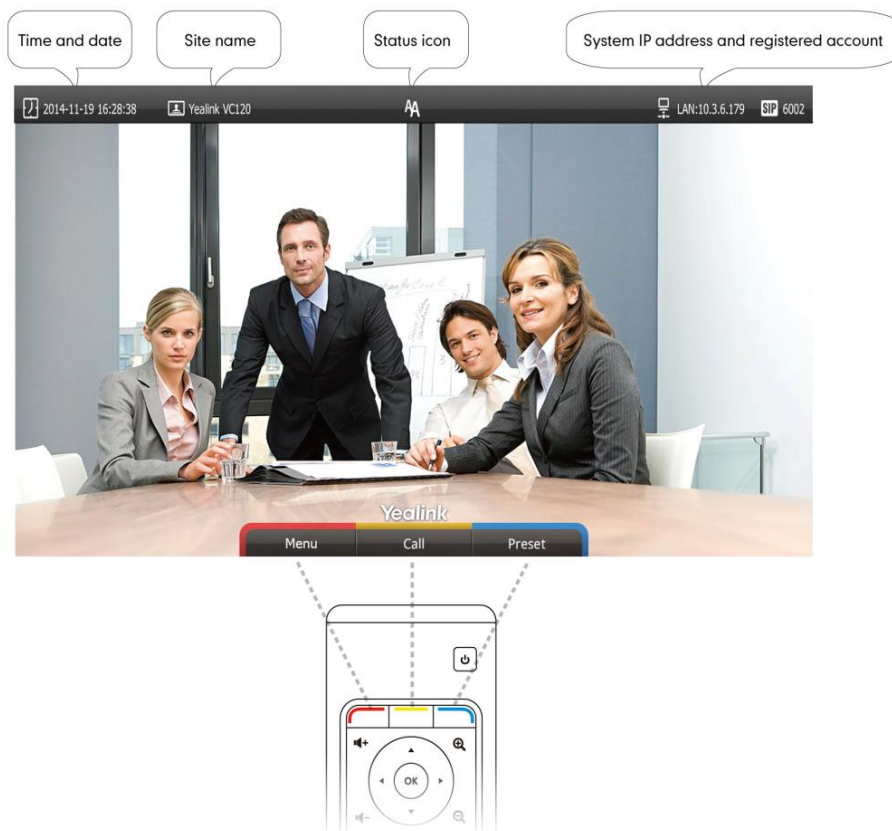 Time and date
Site name
Status icon
System IP address and registered account
2014-11-19 16:28:38
Yealink VC120
AA
LAN:10.3.6.179
SIP 6002
Yealink
Menu
Call
Preset
OK